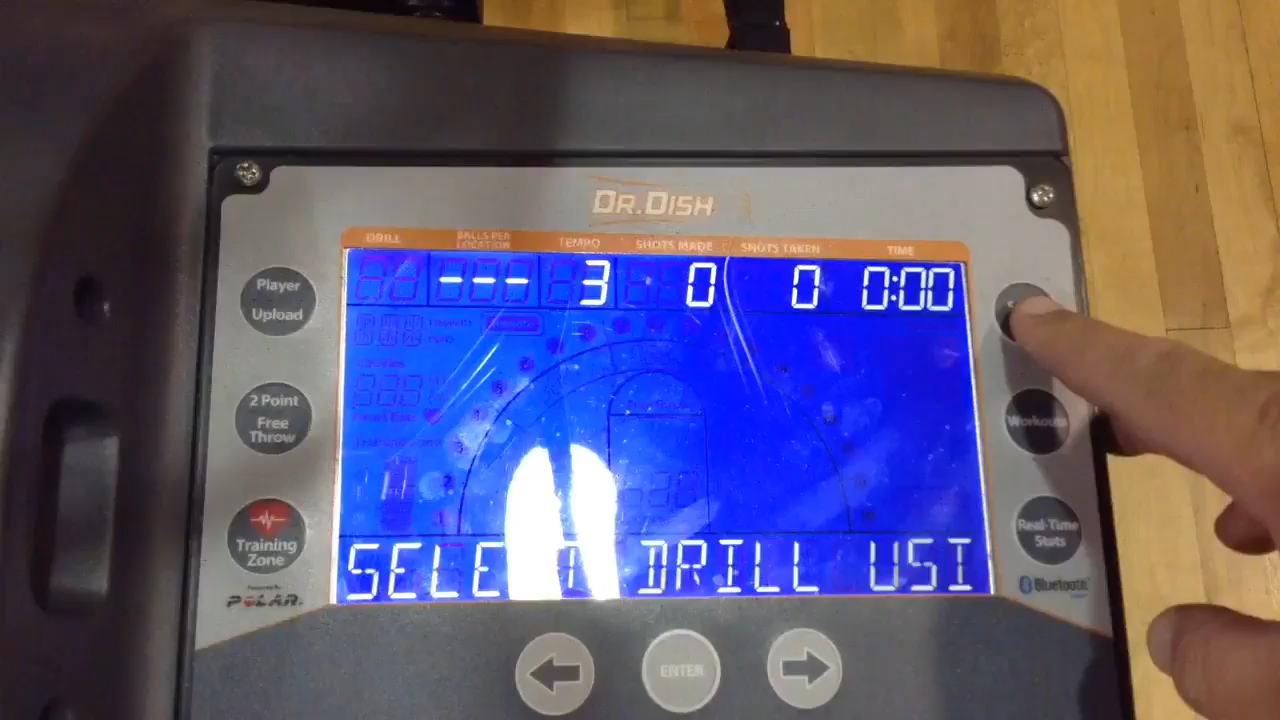 DR.DISH
DRILL
BALLS PER
LOCATION
TEMPO
SHOTS MADE
SHOTS TAKEN
TIME
--- 3 0 0 0:00
Player
Upload
2 Point
Free
Throw
Workouts
Training
Zone
Real-Time
Stats
POLAR
Bluetooth
SELE T DRILL USI
ENTER